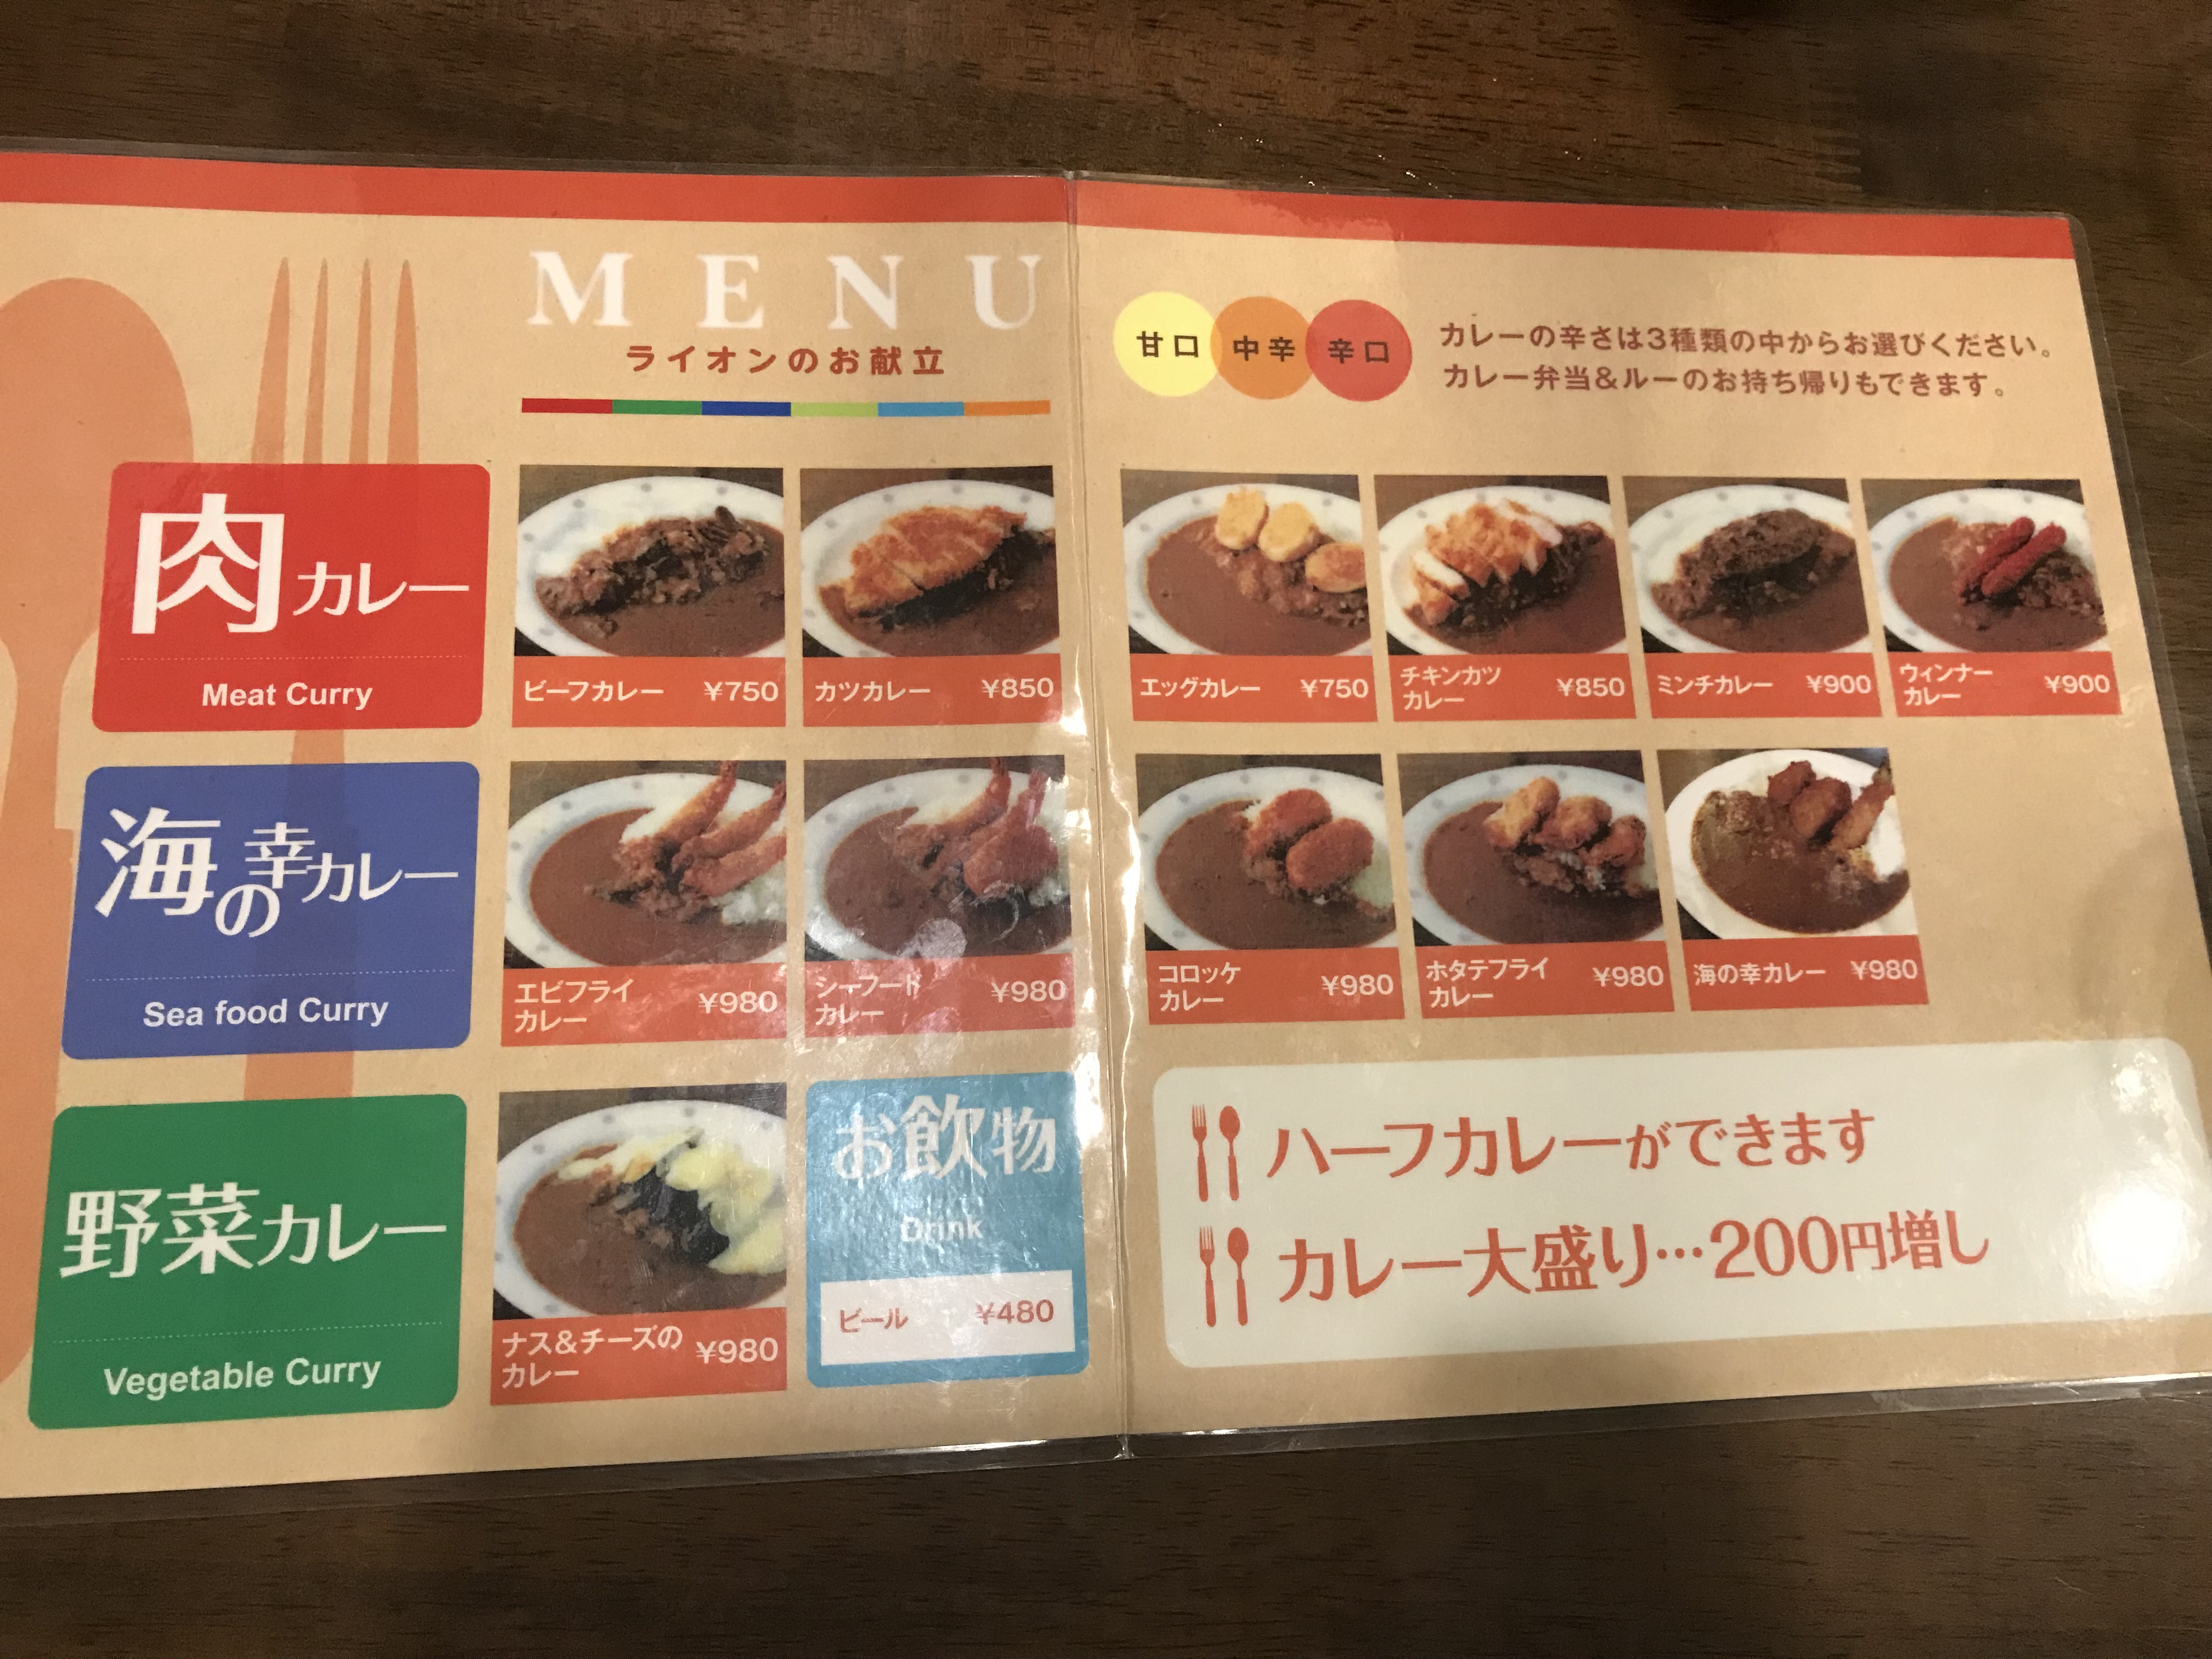 MENU
ライオンのお献立
甘口 中辛 辛口
カレーの辛さは3種類の中からお選びください。
カレー弁当&ルーのお持ち帰りもできます。
肉カレー
Meat Curry
ビーフカレー ¥750
カツカレー ¥850
エッグカレー ¥750
チキンカツ
カレー ¥850
ミンチカレー ¥900
ウィンナー
カレー ¥900
海の幸カレー
Sea food Curry
エビフライ
カレー ¥980
シーフード
カレー ¥980
コロッケ
カレー ¥980
ホタテフライ
カレー ¥980
海の幸カレー ¥980
野菜カレー
Vegetable Curry
ナス&チーズの
カレー ¥980
お飲物
Drink
ビール ¥480
ハーフカレーができます
カレー大盛り…200円増し